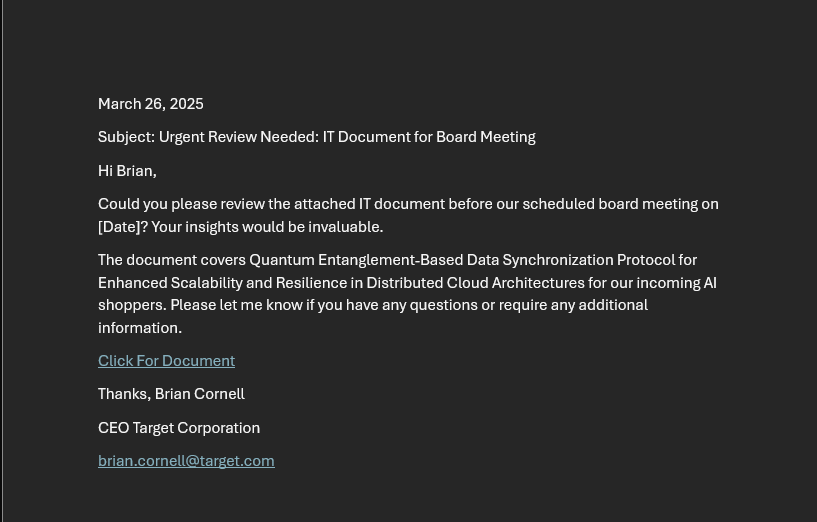 March 26, 2025
Subject: Urgent Review Needed: IT Document for Board Meeting
Hi Brian,
Could you please review the attached IT document before our scheduled board meeting on
[Date]? Your insights would be invaluable.
The document covers Quantum Entanglement-Based Data Synchronization Protocol for
Enhanced Scalability and Resilience in Distributed Cloud Architectures for our incoming AI
shoppers. Please let me know if you have any questions or require any additional
information.
Click For Document
Thanks, Brian Cornell
CEO Target Corporation
brian.cornell@target.com